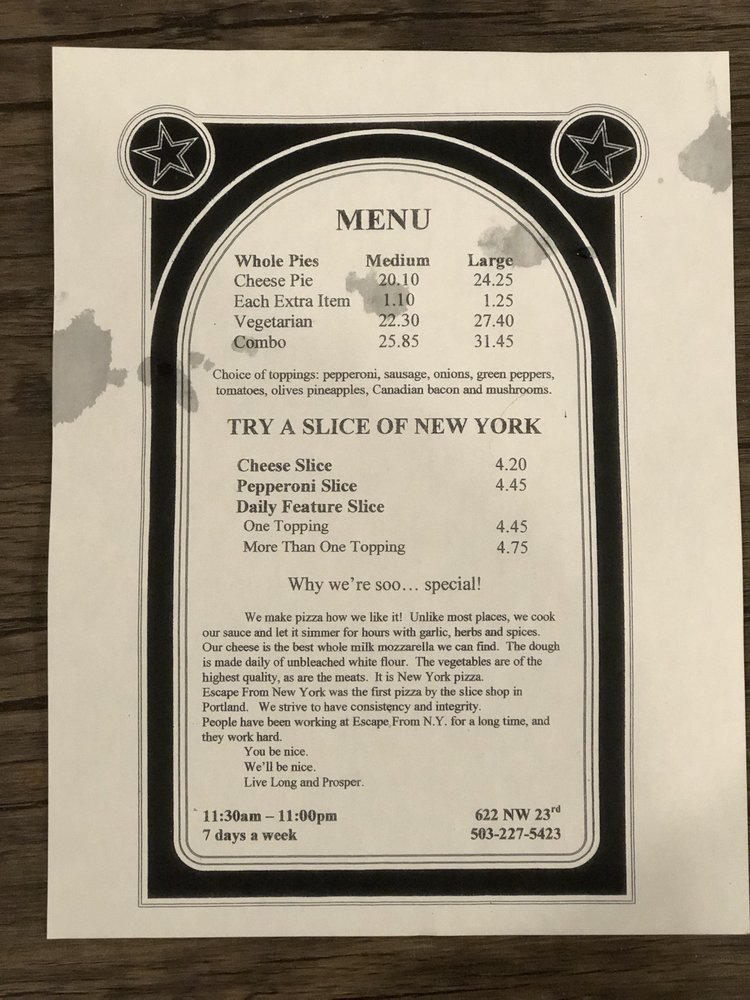 MENU
Whole Pies Medium Large
Cheese Pie 20.10 24.25
Each Extra Item 1.10 1.25
Vegetarian 22.30 27.40
Combo 25.85 31.45
Choice of toppings: pepperoni, sausage, onions, green peppers,
tomatoes, olives pineapples, Canadian bacon and mushrooms.
TRY A SLICE OF NEW YORK
Cheese Slice 4.20
Pepperoni Slice 4.45
Daily Feature Slice
One Topping 4.45
More Than One Topping 4.75
Why we're soo… special!
We make pizza how we like it! Unlike most places, we cook
our sauce and let it simmer for hours with garlic, herbs and spices.
Our cheese is the best whole milk mozzarella we can find. The dough
is made daily of unbleached white flour. The vegetables are of the
highest quality, as are the meats. It is New York pizza.
Escape From New York was the first pizza by the slice shop in
Portland. We strive to have consistency and integrity.
People have been working at Escape From N.Y. for a long time, and
they work hard.
You be nice.
We'll be nice.
Live Long and Prosper.
11:30am – 11:00pm 622 NW 23rd
7 days a week 503-227-5423